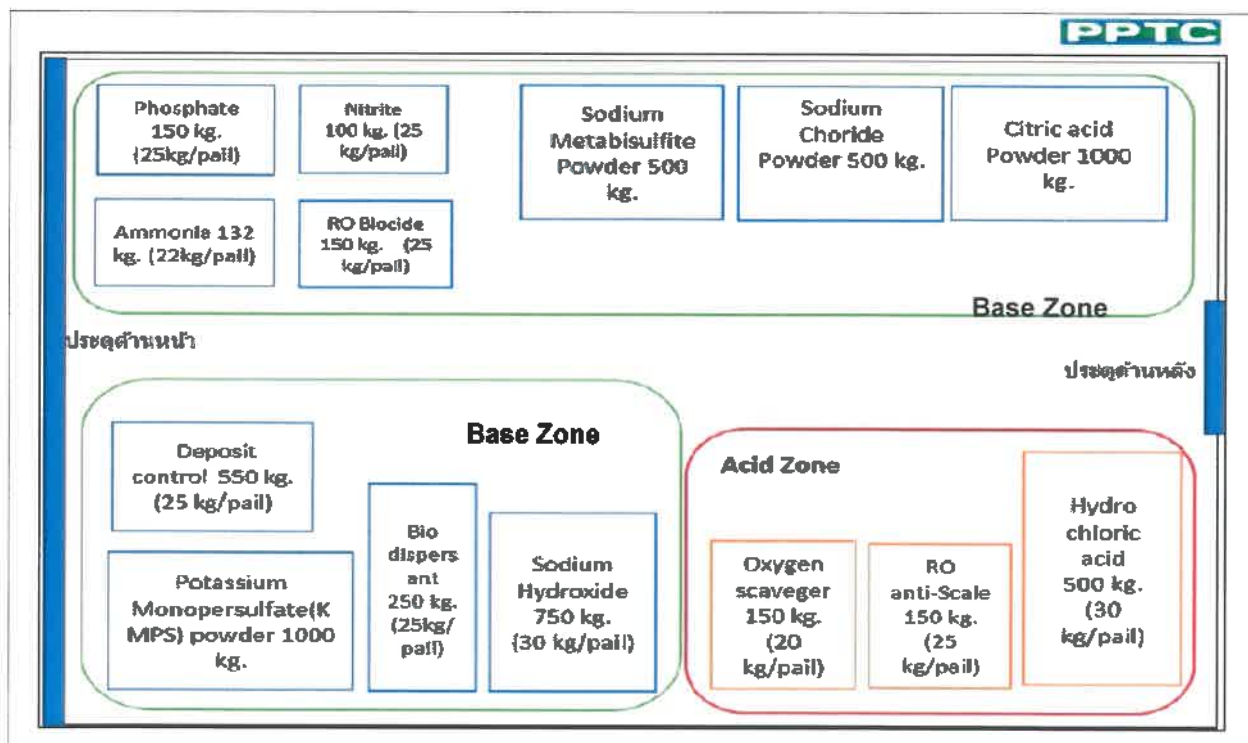 PPTC
Phosphate
150 kg.
(25kg/pail)
Nitrite
100 kg. (25
kg/pail)
Sodium
Metabisulfite
Powder 500
kg.
Sodium
Choride
Powder 500 kg.
Citric acid
Powder 1000
kg.
Ammonia 132
kg. (22kg/pail)
RO Biocide
150 kg. (25
kg/pail)
Base Zone
ประตูด้านหน้า
ประตูด้านหลัง
Base Zone
Deposit
control 550 kg.
(25 kg/pail)
Potassium
Monopersulfate(K
MPS) powder 1000
kg.
Bio
dispers
ant
250 kg.
(25kg/
pail)
Sodium
Hydroxide
750 kg.
(30 kg/pail)
Acid Zone
Oxygen
scaveger
150 kg.
(20
kg/pail)
RO
anti-Scale
150 kg.
(25
kg/pail)
Hydro
chloric
acid
500 kg.
(30
kg/pail)